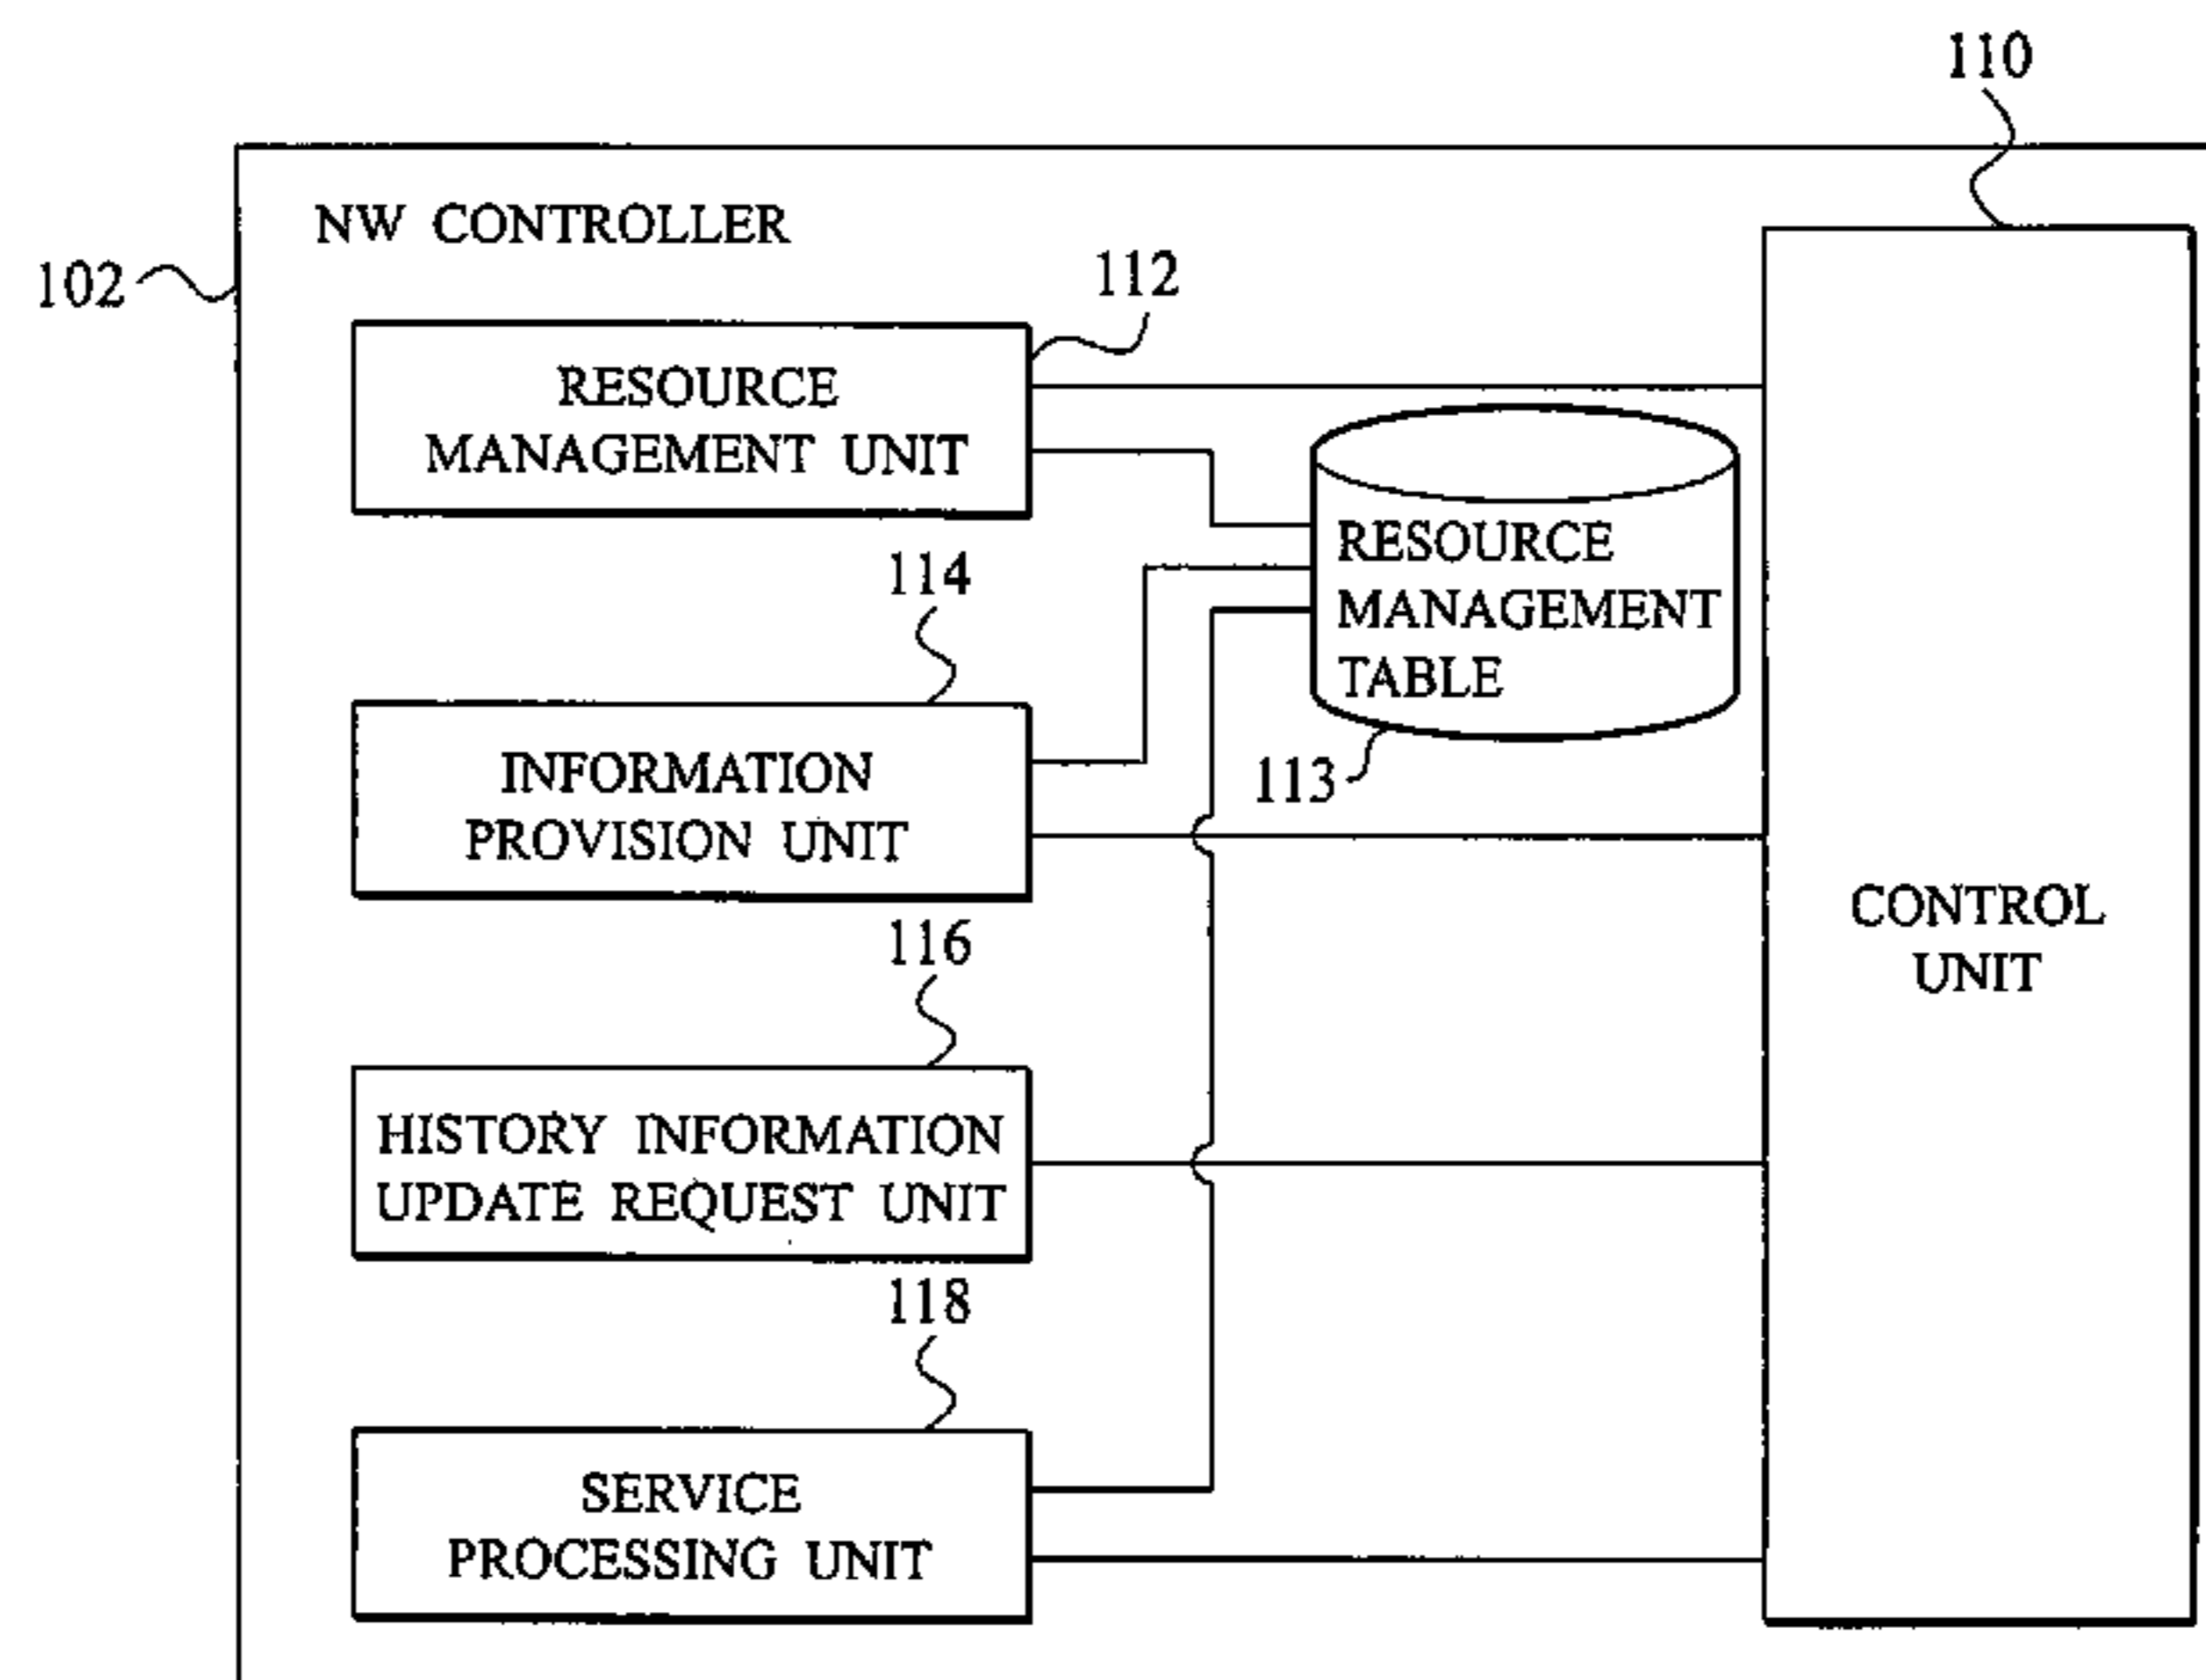 110
NW CONTROLLER
102
112
RESOURCE
MANAGEMENT UNIT
RESOURCE
MANAGEMENT
TABLE
113
114
INFORMATION
PROVISION UNIT
CONTROL
UNIT
116
HISTORY INFORMATION
UPDATE REQUEST UNIT
118
SERVICE
PROCESSING UNIT